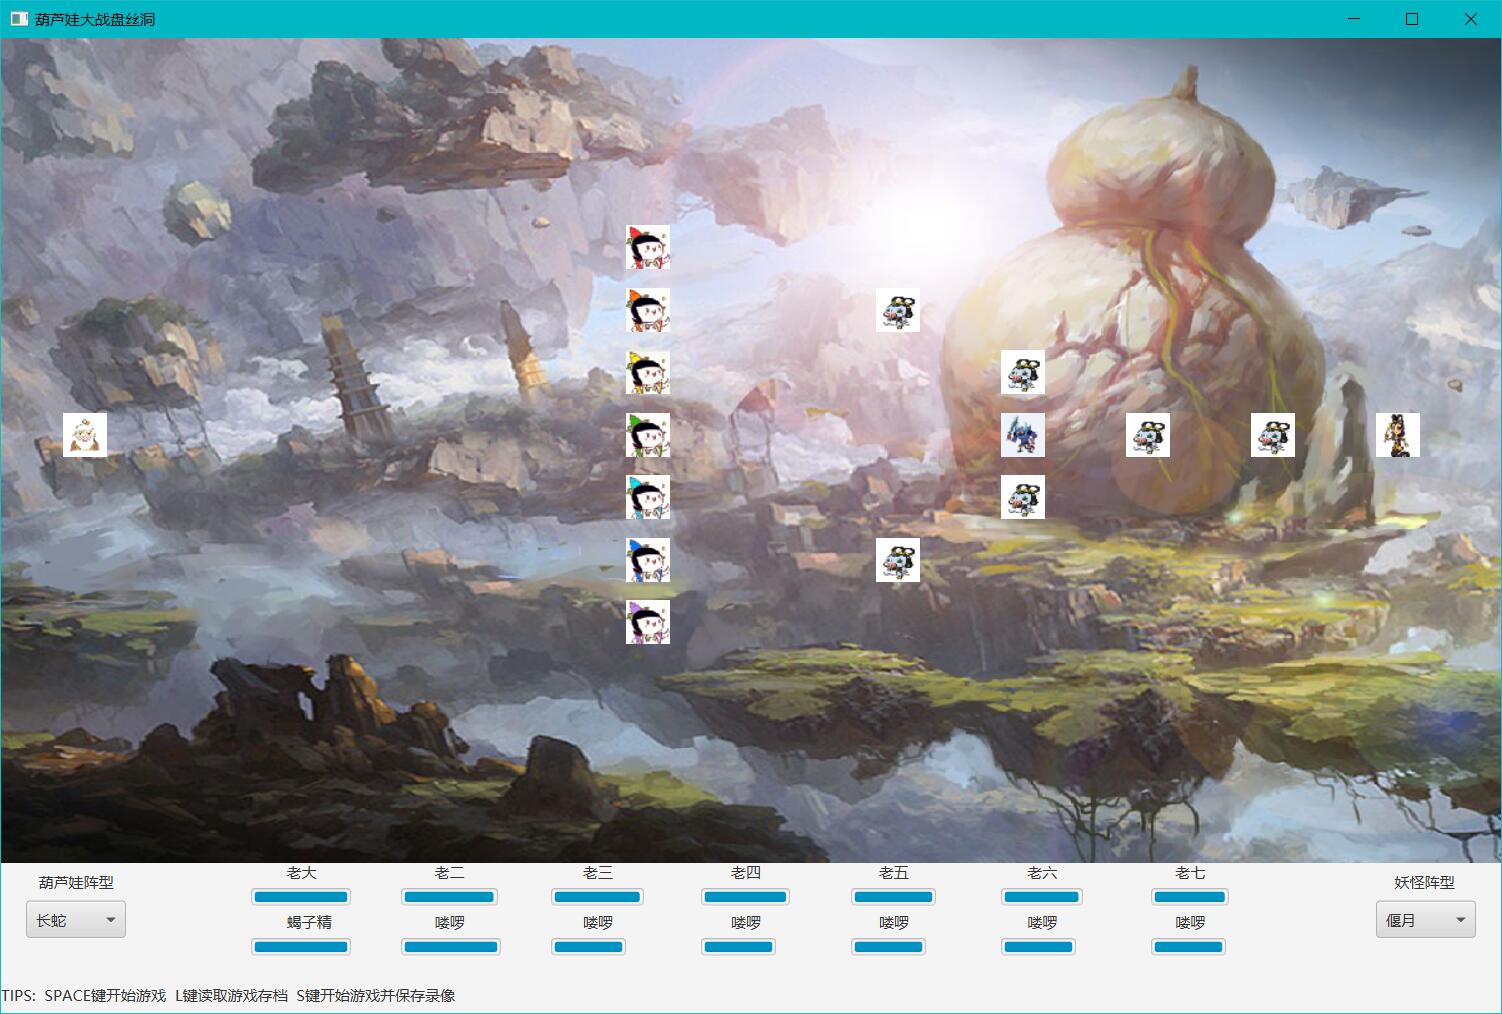 葫芦娃大战盘丝洞
葫芦娃阵型
长蛇
老大 老二 老三 老四 老五 老六 老七
蝎子精 喽啰 喽啰 喽啰 喽啰 喽啰 喽啰
妖怪阵型
偃月
TIPS: SPACE键开始游戏 L键读取游戏存档 S键开始游戏并保存录像